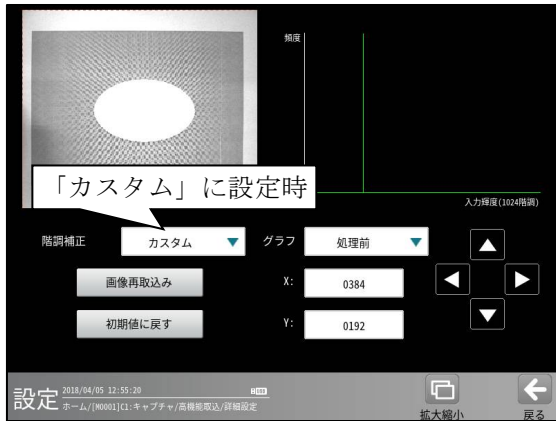 頻度
「カスタム」に設定時
入力輝度(1024階調)
階調補正
カスタム
グラフ
処理前
画像再取込み
X:
0384
初期値に戻す
Y:
0192
設定
2018/04/05 12:55:20
ホーム/[M0001]C1:キャプチャ/高機能取込/詳細設定
拡大縮小
戻る